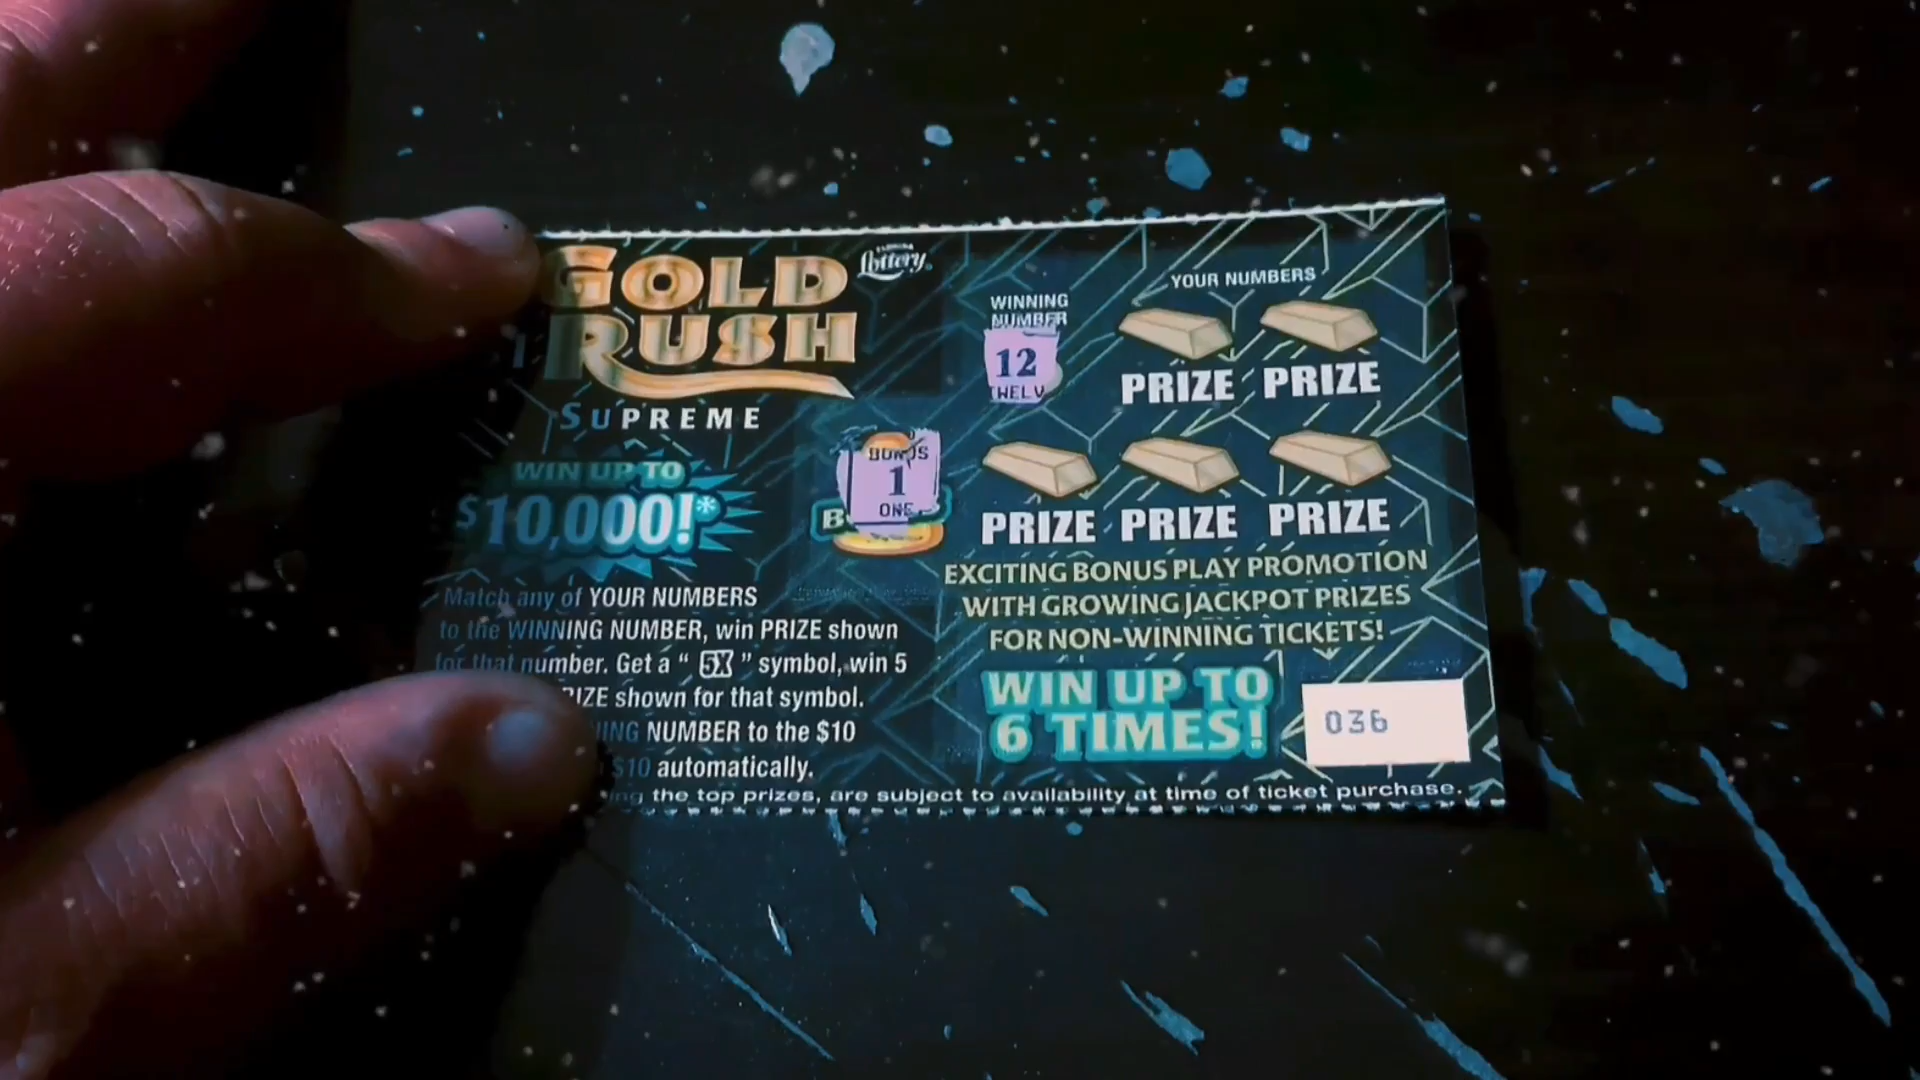 GOLD
RUSH
SUPREME
Lottery
WIN UP TO
$10,000!*
Match any of YOUR NUMBERS
to the WINNING NUMBER, win PRIZE shown
for that number. Get a “ 5X ” symbol, win 5
shown for that symbol.
NUMBER to the $10
$10 automatically.
the top prizes, are subject to availability at time of ticket purchase.
BONUS
1
ONE
WINNING
NUMBER
12
TWELV
YOUR NUMBERS
PRIZE PRIZE
PRIZE PRIZE PRIZE
EXCITING BONUS PLAY PROMOTION
WITH GROWING JACKPOT PRIZES
FOR NON-WINNING TICKETS!
WIN UP TO
6 TIMES!
036